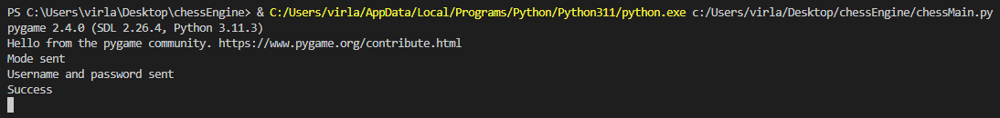 PS C:\Users\virla\Desktop\chessEngine> & C:/Users/virla/AppData/Local/Programs/Python/Python311/python.exe c:/Users/virla/Desktop/chessEngine/chessMain.py
pygame 2.4.0 (SDL 2.26.4, Python 3.11.3)
Hello from the pygame community. https://www.pygame.org/contribute.html
Mode sent
Username and password sent
Success